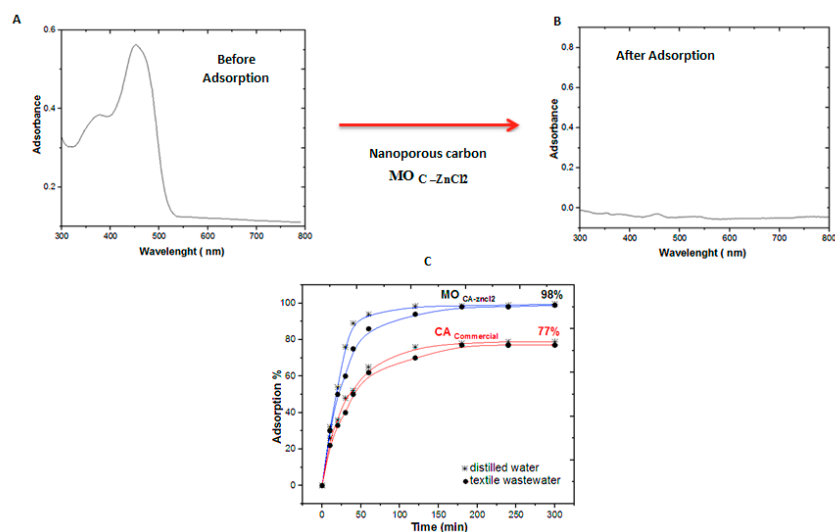 A
0.6
0.4
0.2
Absorbance
Before
Adsorption
300 400 500 600 700 800
Wavelenght ( nm)
Nanoporous carbon
MO C –ZnCl2
B
0.8
0.6
0.4
0.2
0.0
Absorbance
After Adsorption
300 400 500 600 700 800
Wavelenght ( nm)
C
100
80
60
40
20
0
Adsorption %
MO CA-zncl2 98%
CA Commercial 77%
distilled water
textile wastewater
0 50 100 150 200 250 300
Time (min)